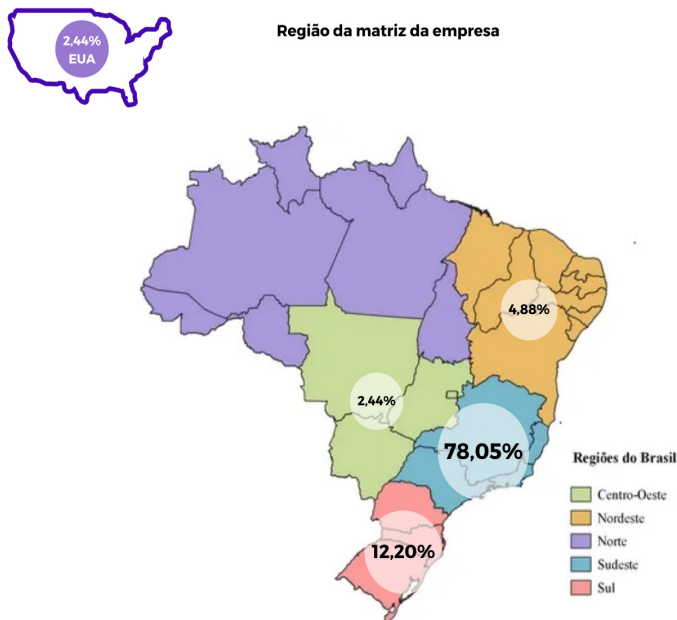 2,44%
EUA
Região da matriz da empresa
4,88%
2,44%
78,05%
12,20%
Regiões do Brasil
Centro-Oeste
Nordeste
Norte
Sudeste
Sul